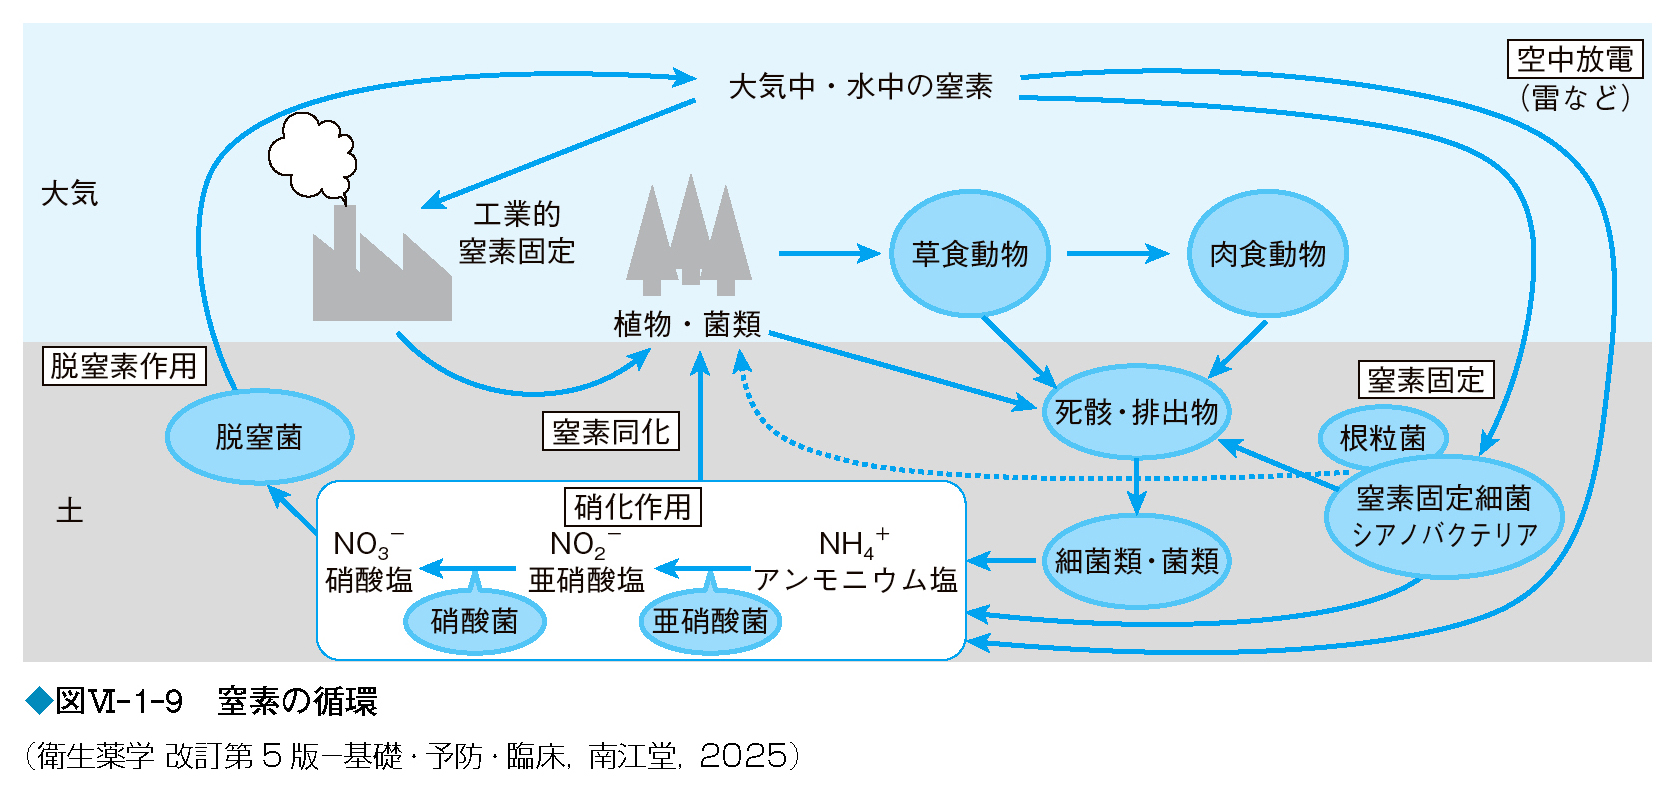 大気中・水中の窒素
空中放電
（雷など）
大気
工業的
窒素固定
植物・菌類
草食動物
肉食動物
脱窒素作用
脱窒菌
窒素同化
死骸・排出物
窒素固定
根粒菌
窒素固定細菌
シアノバクテリア
土
硝化作用
NO₃⁻
硝酸塩
NO₂⁻
亜硝酸塩
NH₄⁺
アンモニウム塩
硝酸菌
亜硝酸菌
細菌類・菌類
◆図Ⅵ-1-9　窒素の循環
（衛生薬学 改訂第5版−基礎・予防・臨床, 南江堂, 2025）